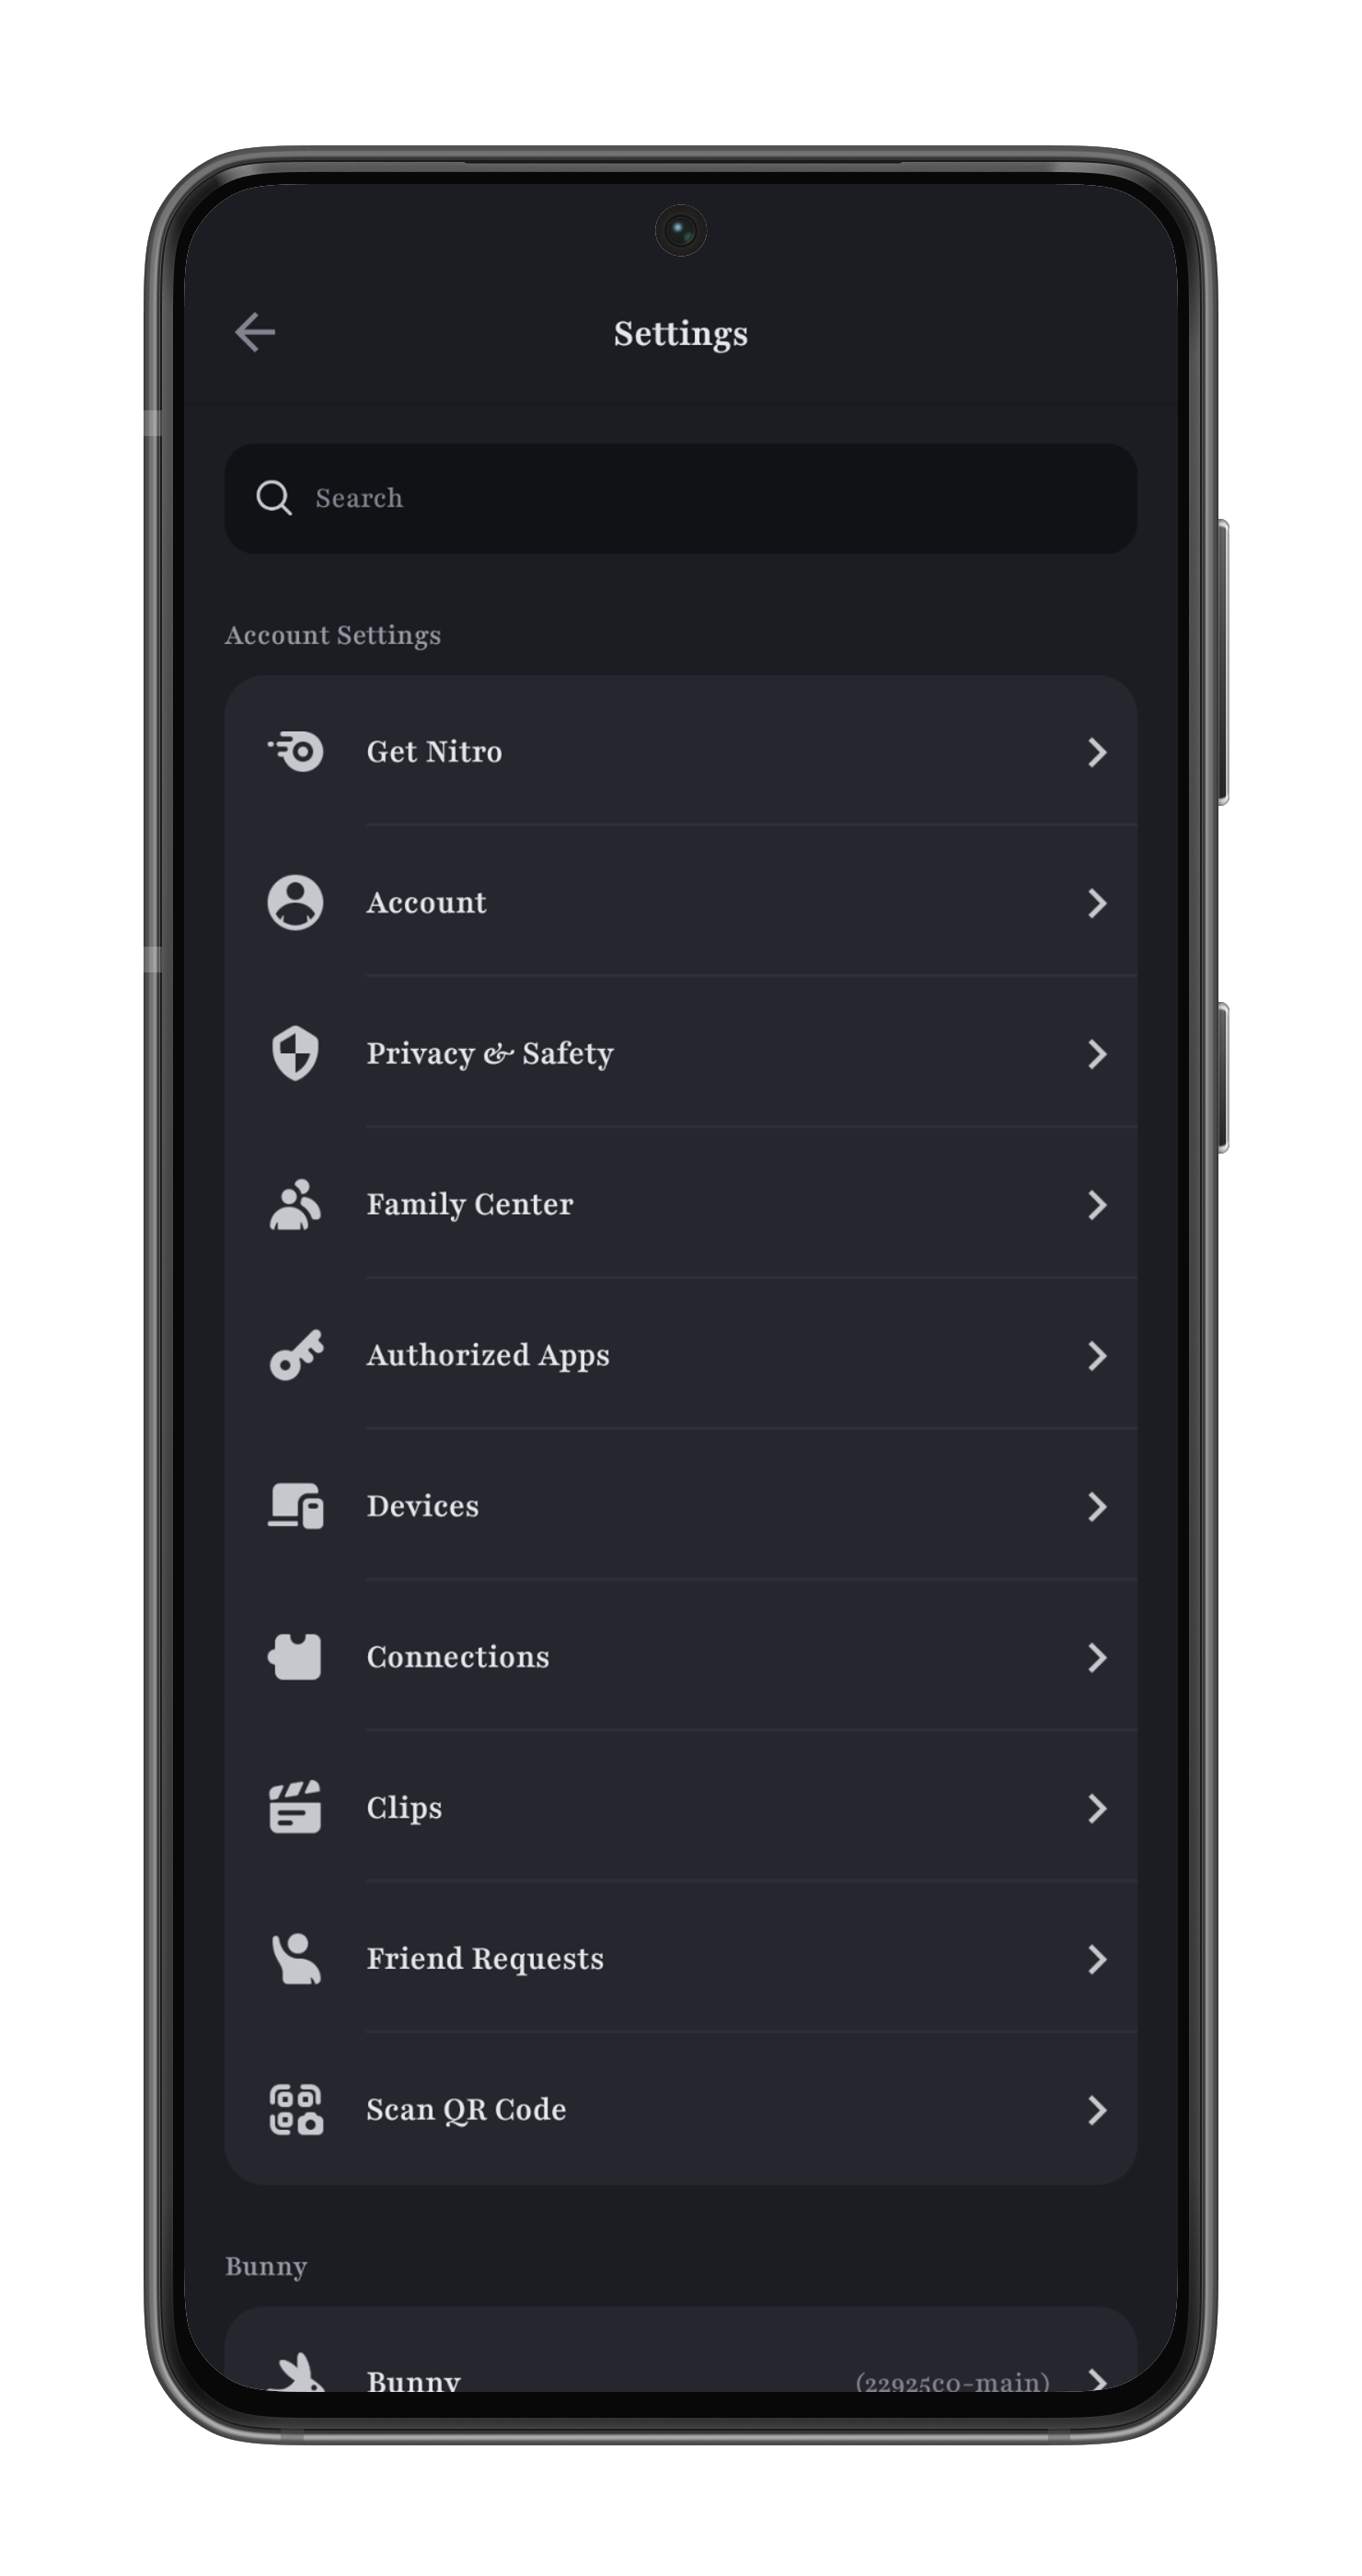 Settings
Search
Account Settings
Get Nitro
Account
Privacy & Safety
Family Center
Authorized Apps
Devices
Connections
Clips
Friend Requests
Scan QR Code
Bunny
Bunny (22925c0-main)